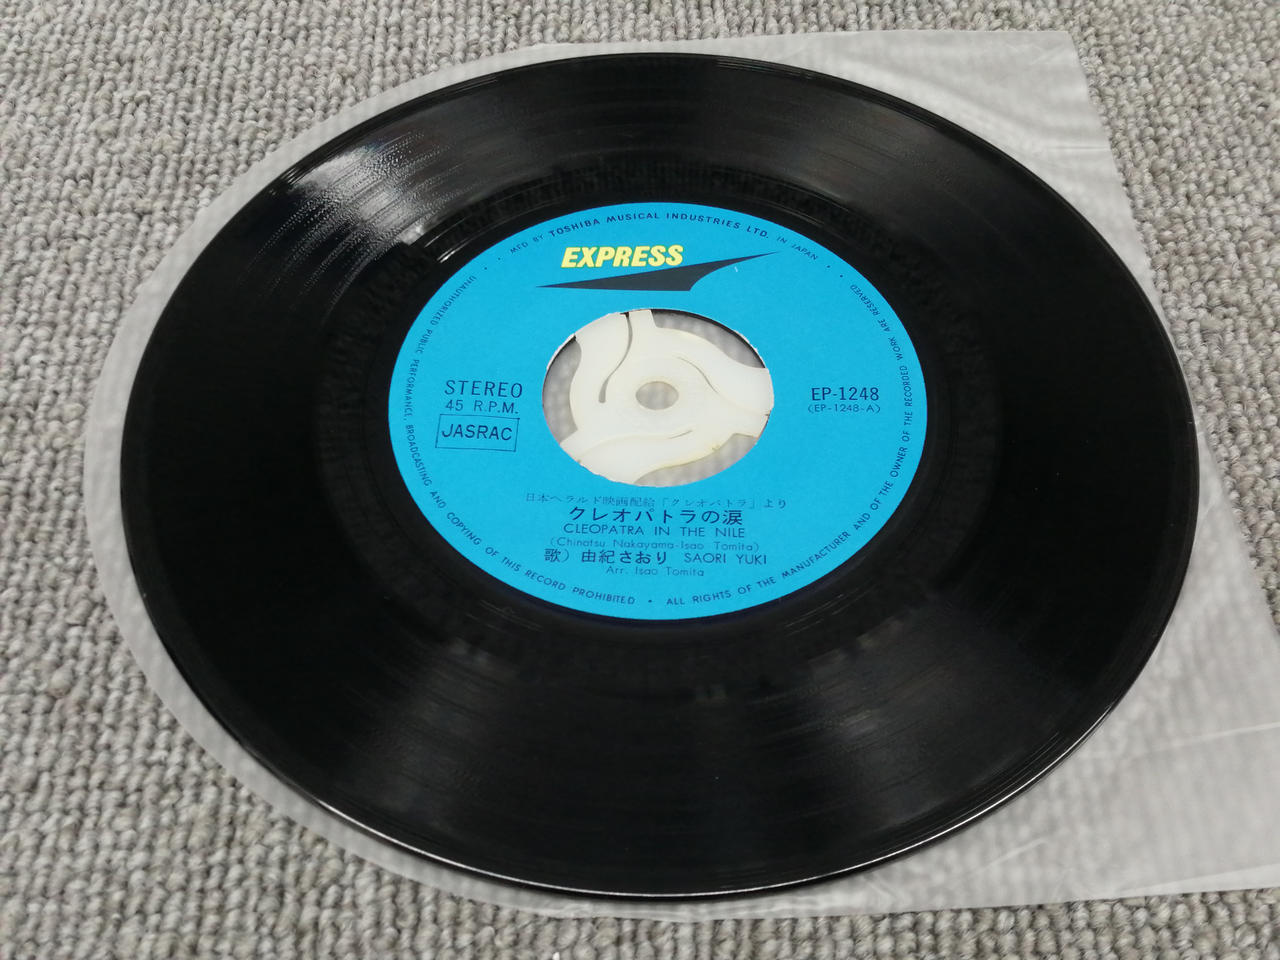 MFD BY TOSHIBA MUSICAL INDUSTRIES LTD. IN JAPAN
EXPRESS
STEREO
45 R.P.M.
JASRAC
EP-1248
(EP-1248-A)
日本ヘラルド映画配給「クレオパトラ」より
クレオパトラの涙
CLEOPATRA IN THE NILE
(Chinatsu Nakayama-Isao Tomita)
歌) 由紀さおり SAORI YUKI
Arr. Isao Tomita
UNAUTHORIZED PUBLIC PERFORMANCE, BROADCASTING AND COPYING OF THIS RECORD PROHIBITED • ALL RIGHTS OF THE MANUFACTURER AND OF THE OWNER OF THE RECORDED WORK ARE RESERVED